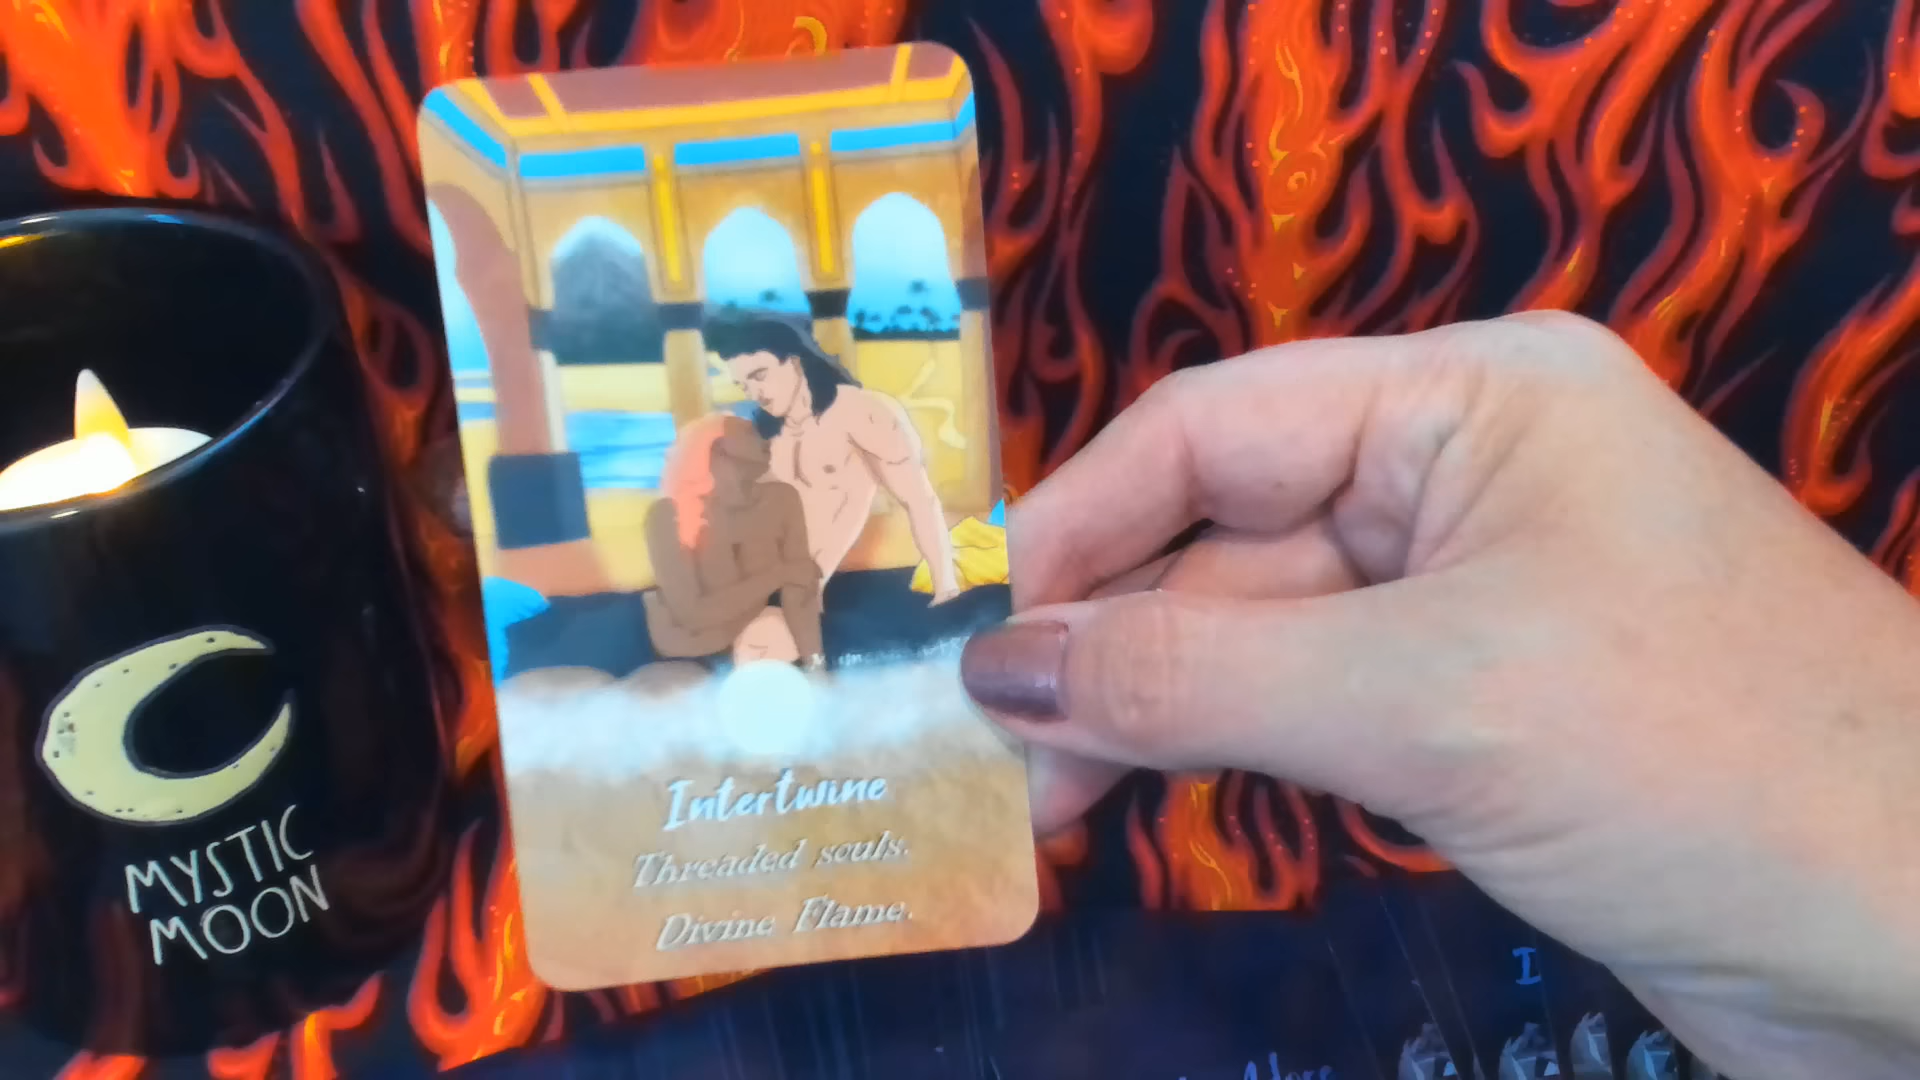 Intertwine
Threaded souls.
Divine Flame.
MYSTIC
MOON
I